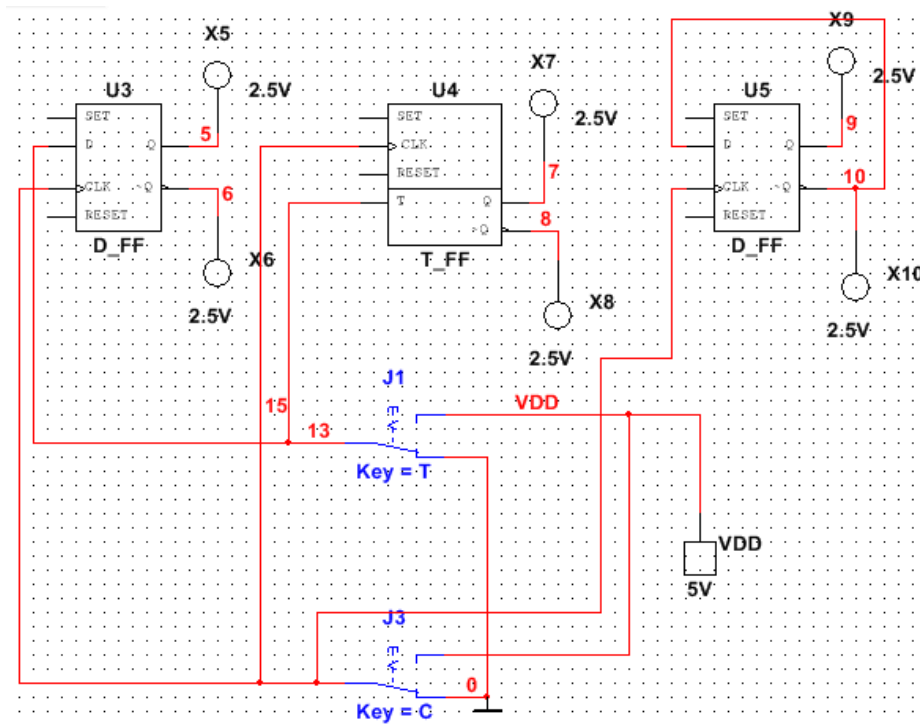 X5
2.5V
U3
SET
D
Q
CLK
~Q
RESET
D_FF
5
6
X6
2.5V
U4
SET
CLK
RESET
T
Q
~Q
T_FF
X7
2.5V
7
8
X8
2.5V
U5
SET
D
Q
CLK
~Q
RESET
D_FF
X9
2.5V
9
10
X10
2.5V
J1
15
13
VDD
Key = T
VDD
5V
J3
0
Key = C